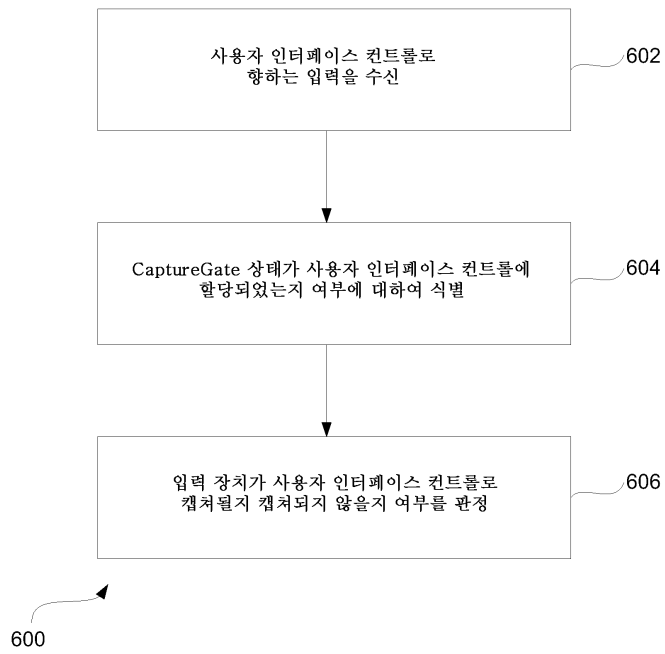 사용자 인터페이스 컨트롤로
향하는 입력을 수신
602
CaptureGate 상태가 사용자 인터페이스 컨트롤에
할당되었는지 여부에 대하여 식별
604
입력 장치가 사용자 인터페이스 컨트롤로
캡쳐될지 캡쳐되지 않을지 여부를 판정
606
600